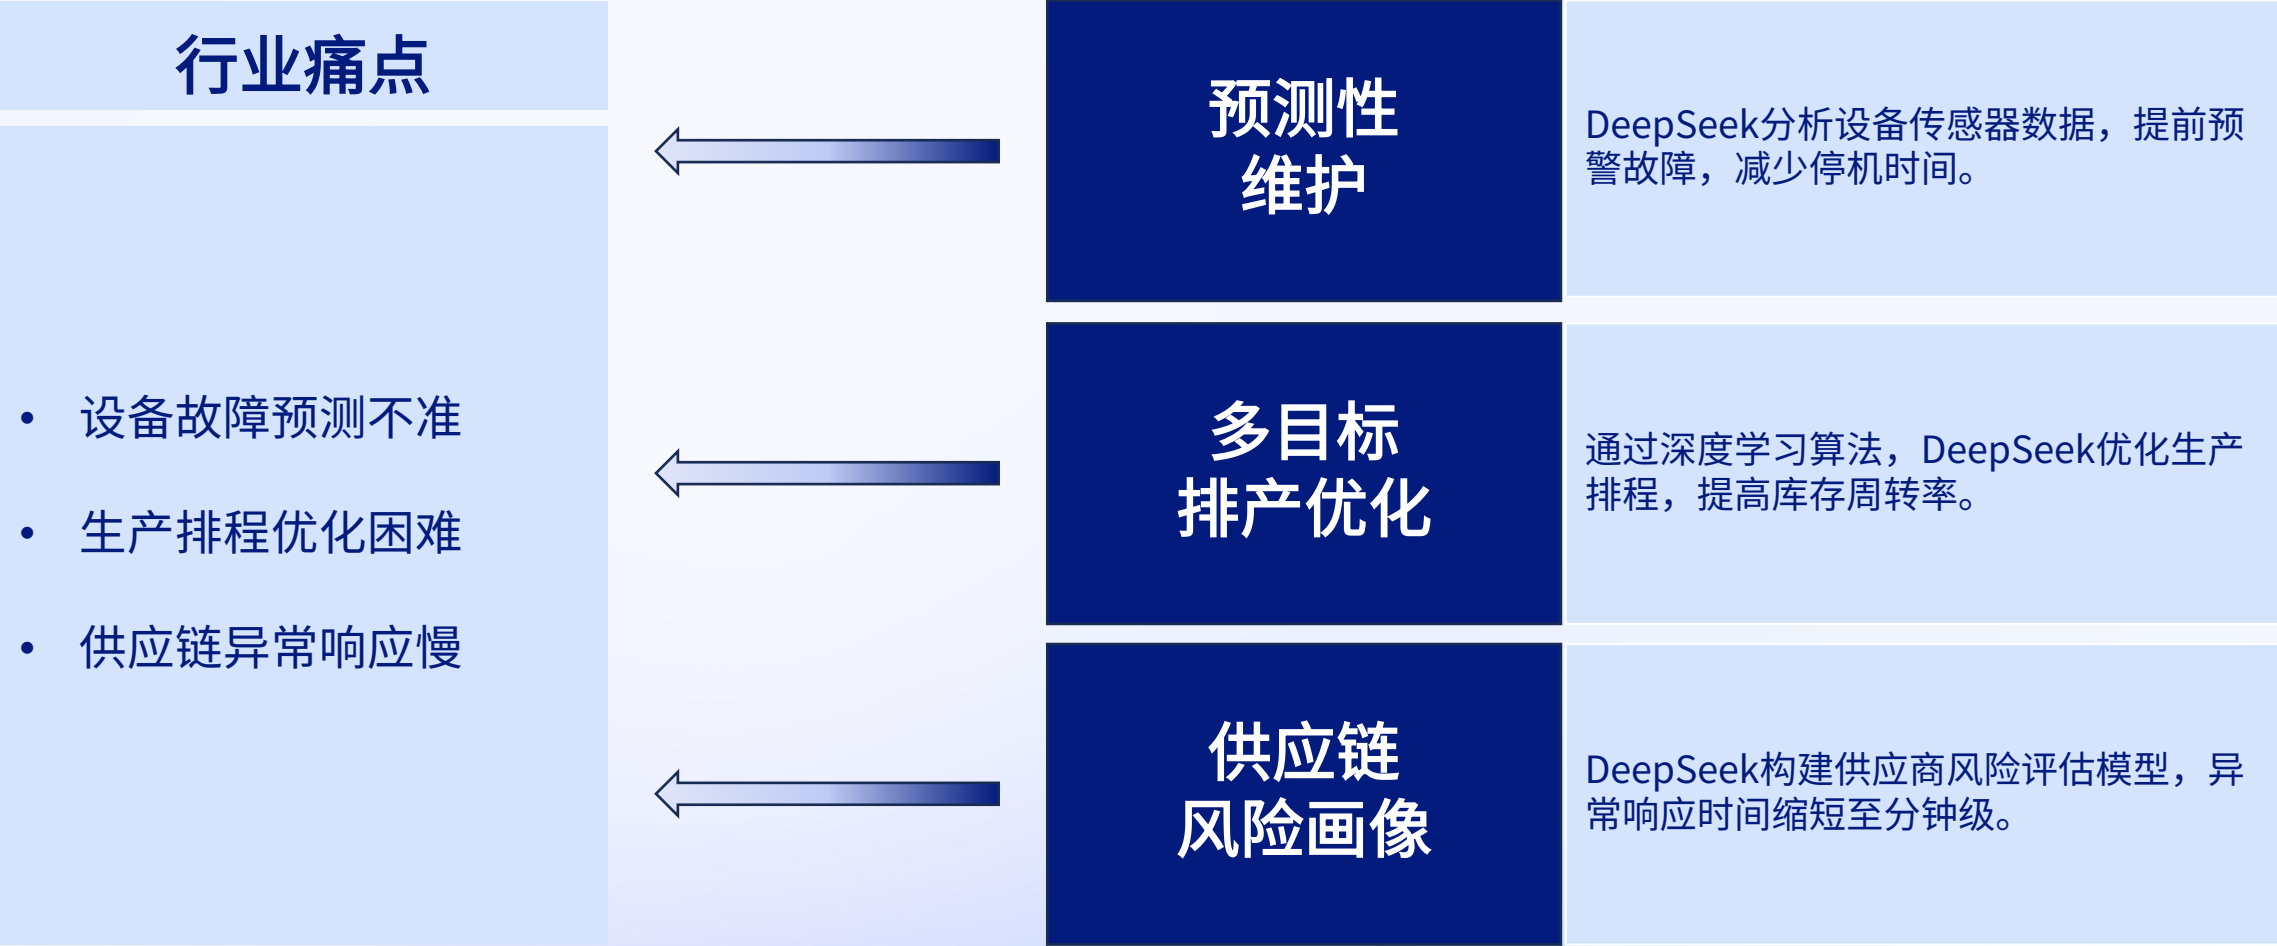 行业痛点
• 设备故障预测不准
• 生产排程优化困难
• 供应链异常响应慢
预测性
维护
DeepSeek分析设备传感器数据，提前预
警故障，减少停机时间。
多目标
排产优化
通过深度学习算法，DeepSeek优化生产
排程，提高库存周转率。
供应链
风险画像
DeepSeek构建供应商风险评估模型，异
常响应时间缩短至分钟级。